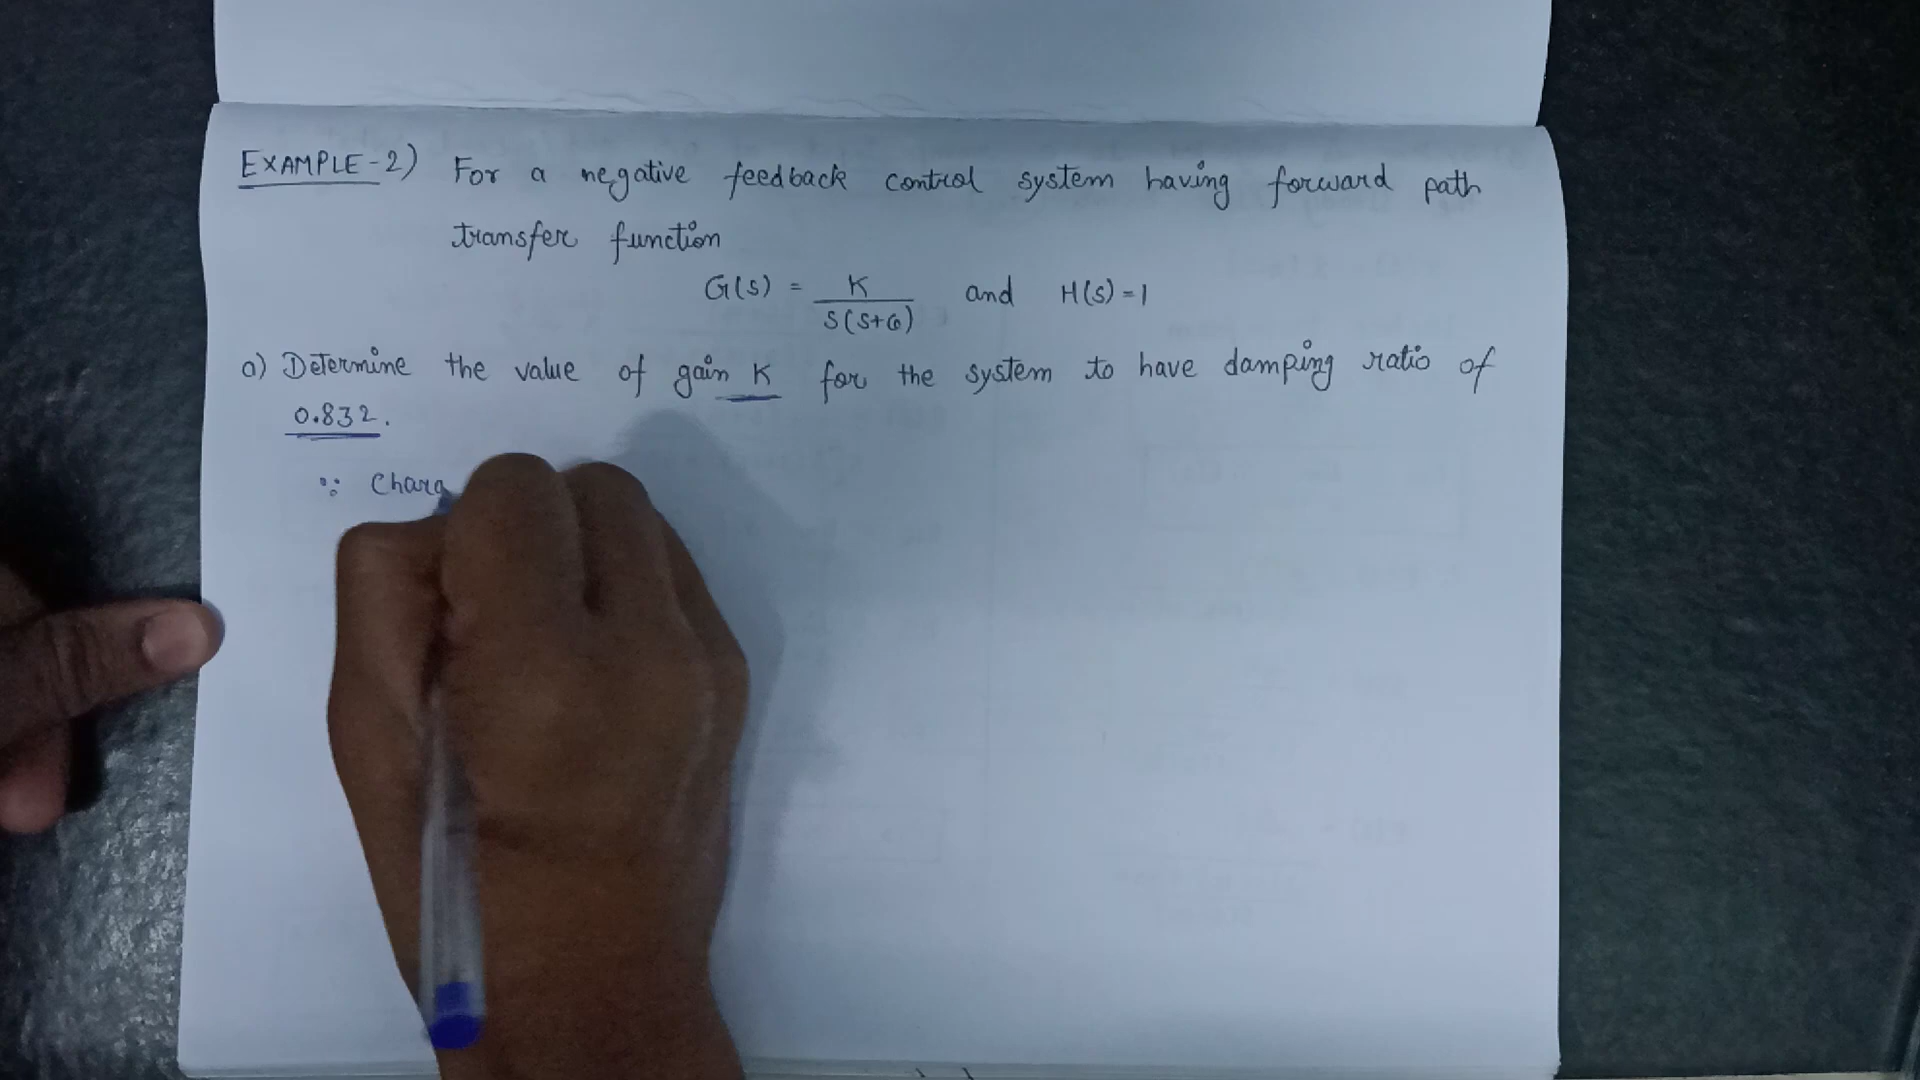 EXAMPLE-2) For a negative feedback control system having forward path
transfer function
G(s) = K / s(s+6) and H(s)=1
a) Determine the value of gain K for the system to have damping ratio of
0.832.
∵ Chara